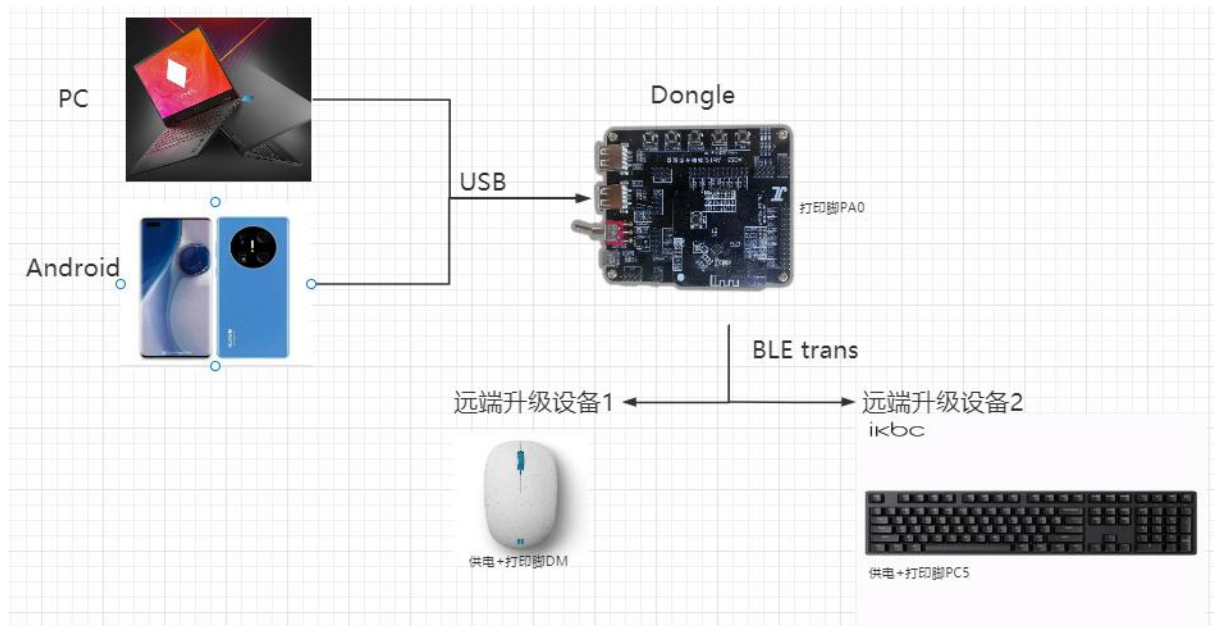 PC
Dongle
USB
打印脚PA0
Android
BLE trans
远端升级设备1
远端升级设备2
ikbc
供电+打印脚DM
供电+打印脚PC5